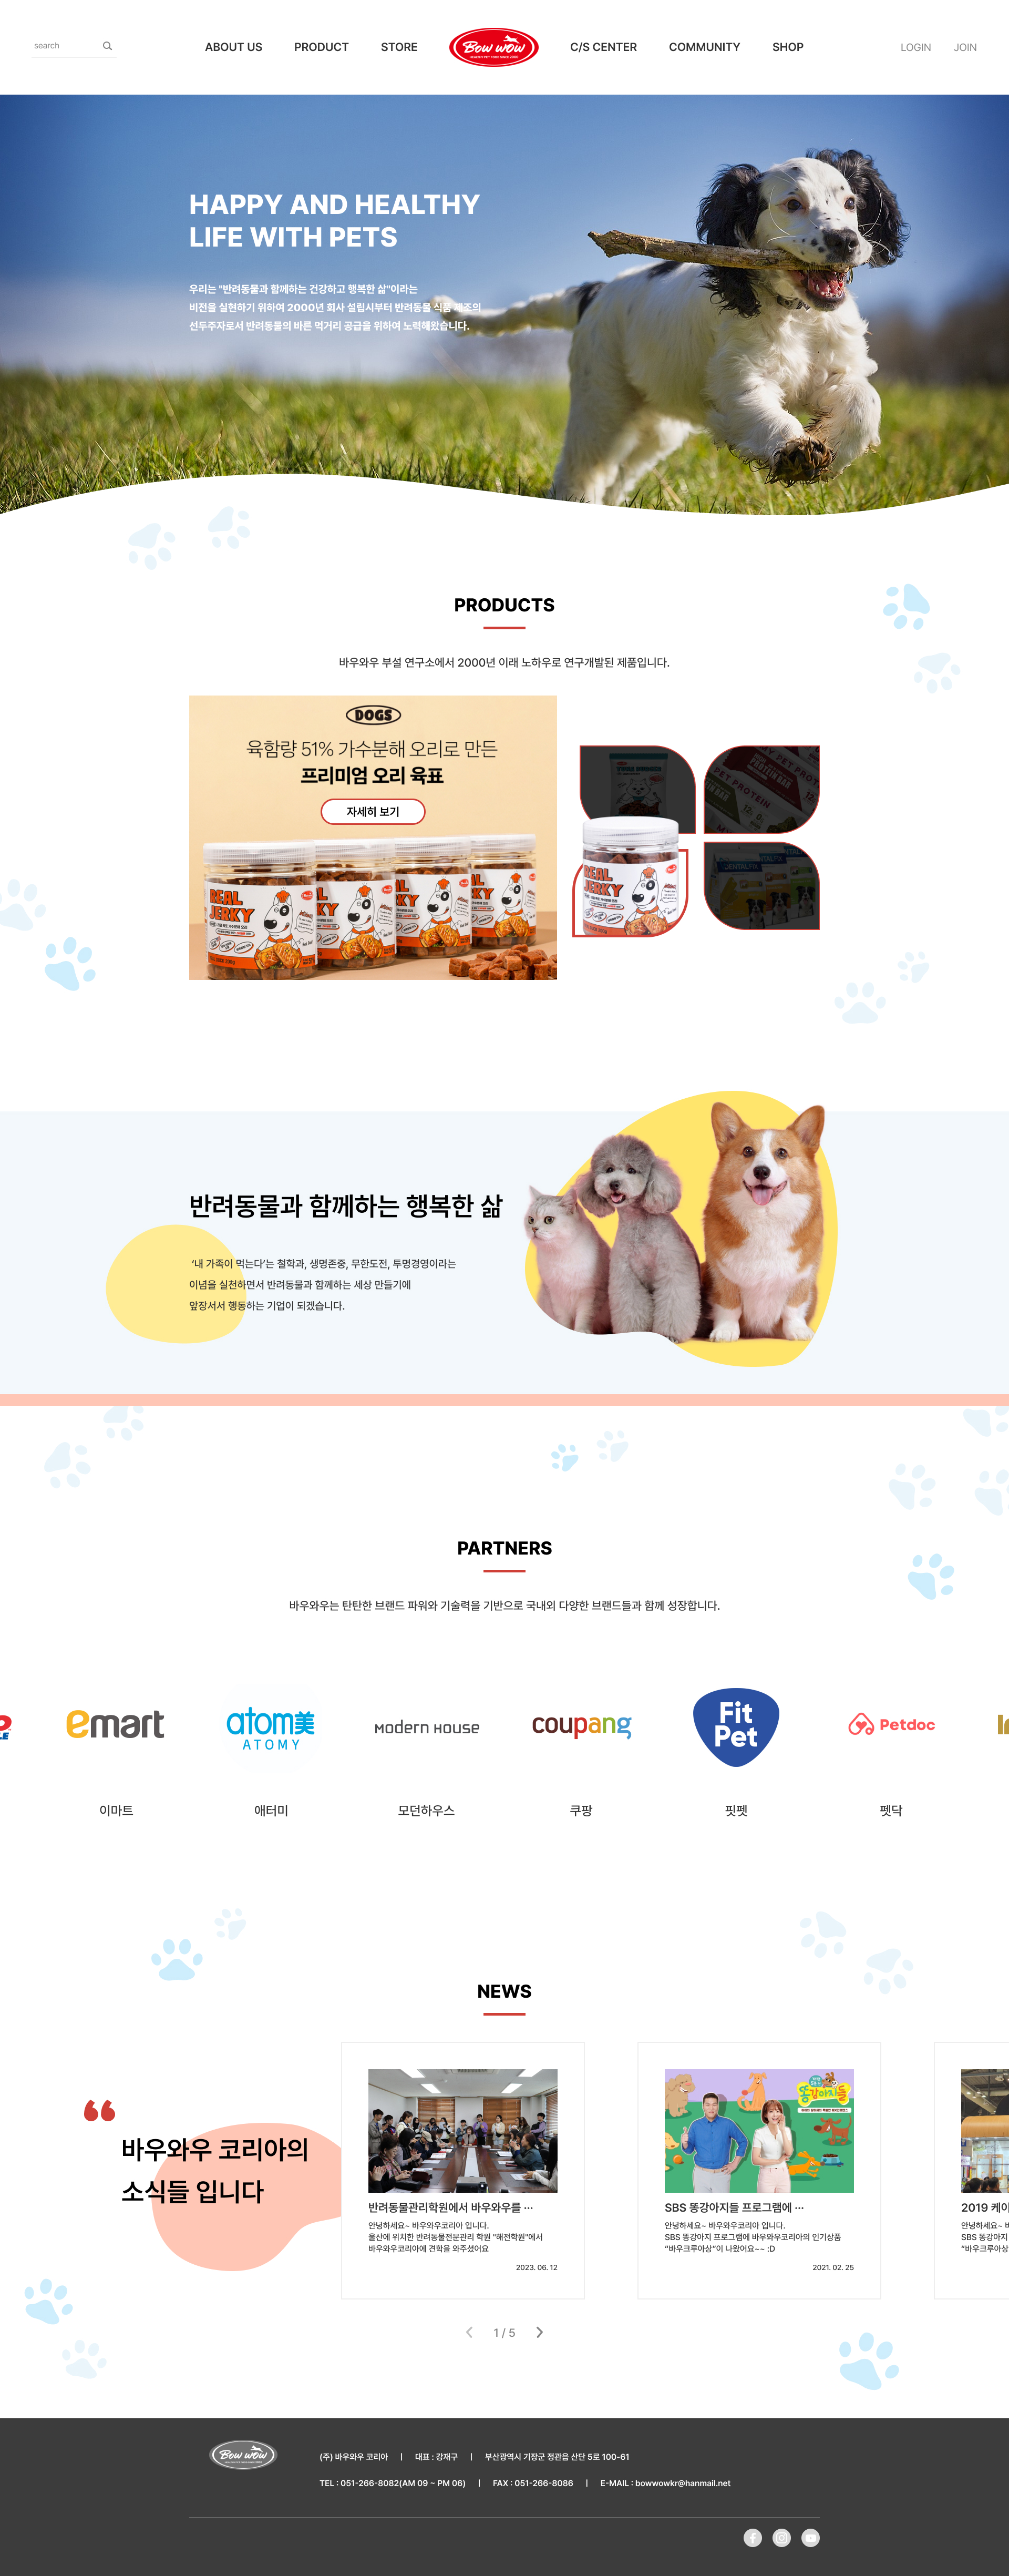 search
ABOUT US
PRODUCT
STORE
Bow wow
C/S CENTER
COMMUNITY
SHOP
LOGIN
JOIN
HAPPY AND HEALTHY
LIFE WITH PETS
우리는 "반려동물과 함께하는 건강하고 행복한 삶"이라는
비전을 실현하기 위하여 2000년 회사 설립시부터 반려동물 식품 제조의
선두주자로서 반려동물의 바른 먹거리 공급을 위하여 노력해왔습니다.
PRODUCTS
바우와우 부설 연구소에서 2000년 이래 노하우로 연구개발된 제품입니다.
DOGS
육함량 51% 가수분해 오리로 만든
프리미엄 오리 육표
자세히 보기
REAL JERKY
REAL JERKY
REAL JERKY
REAL JERKY
REAL JERKY
PET PROTEIN
반려동물과 함께하는 행복한 삶
‘내 가족이 먹는다’는 철학과, 생명존중, 무한도전, 투명경영이라는
이념을 실천하면서 반려동물과 함께하는 세상 만들기에
앞장서서 행동하는 기업이 되겠습니다.
PARTNERS
바우와우는 탄탄한 브랜드 파워와 기술력을 기반으로 국내외 다양한 브랜드들과 함께 성장합니다.
emart
atom美
ATOMY
MODERN HOUSE
coupang
Fit
Pet
Petdoc
이마트
애터미
모던하우스
쿠팡
핏펫
펫닥
NEWS
“
바우와우 코리아의
소식들 입니다
반려동물관리학원에서 바우와우를 ···
안녕하세요~ 바우와우코리아 입니다.
울산에 위치한 반려동물전문관리 학원 "해전학원"에서
바우와우코리아에 견학을 와주셨어요
2023. 06. 12
똥강아지들
SBS 똥강아지들 프로그램에 ···
안녕하세요~ 바우와우코리아 입니다.
SBS 똥강아지 프로그램에 바우와우코리아의 인기상품
"바우크루아상"이 나왔어요~~ :D
2021. 02. 25
2019 케이
안녕하세요~ ㅂ
SBS 똥강아지
"바우크루아상
1 / 5
Bow wow
(주) 바우와우 코리아 | 대표 : 강재구 | 부산광역시 기장군 정관읍 산단 5로 100-61
TEL : 051-266-8082(AM 09 ~ PM 06) | FAX : 051-266-8086 | E-MAIL : bowwowkr@hanmail.net